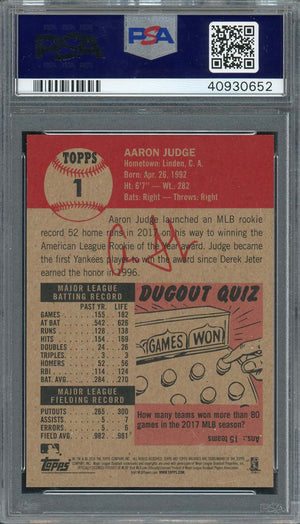 PSA
PSA
PSA
40930652
TOPPS
1
AARON JUDGE
Hometown: Linden, C. A.
Born: Apr. 26, 1992
Ht: 6'7" — Wt.: 282
Bats: Right — Throws: Right
Aaron Judge launched an MLB rookie
record 52 home runs in 2017 on his way to winning
the American League Rookie of the Year award. Judge became
the first Yankees player to win the award since Derek Jeter
earned the honor in 1996.
MAJOR LEAGUE
BATTING RECORD
PAST YR. LIFE
GAMES 155 182
AT BAT 542 626
RUNS 128 138
HITS 154 169
DOUBLES 24 26
TRIPLES 3 3
HOMERS 52 56
RBI 114 124
BAT. AVG. .284 .270
MAJOR LEAGUE
FIELDING RECORD
PUTOUTS 265 300
ASSISTS 5 7
ERRORS 5 6
FIELD AVG. .982 .981
DUGOUT QUIZ
GAMES WON
How many teams won more than 80
games in the 2017 MLB season?
Ans: 15 teams
topps